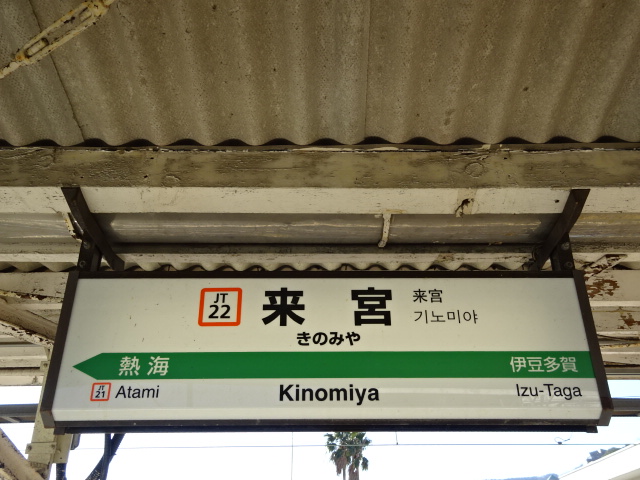 JT
22
来宮
来宮
기노미야
きのみや
熱海
伊豆多賀
JT
21
Atami
Kinomiya
Izu-Taga